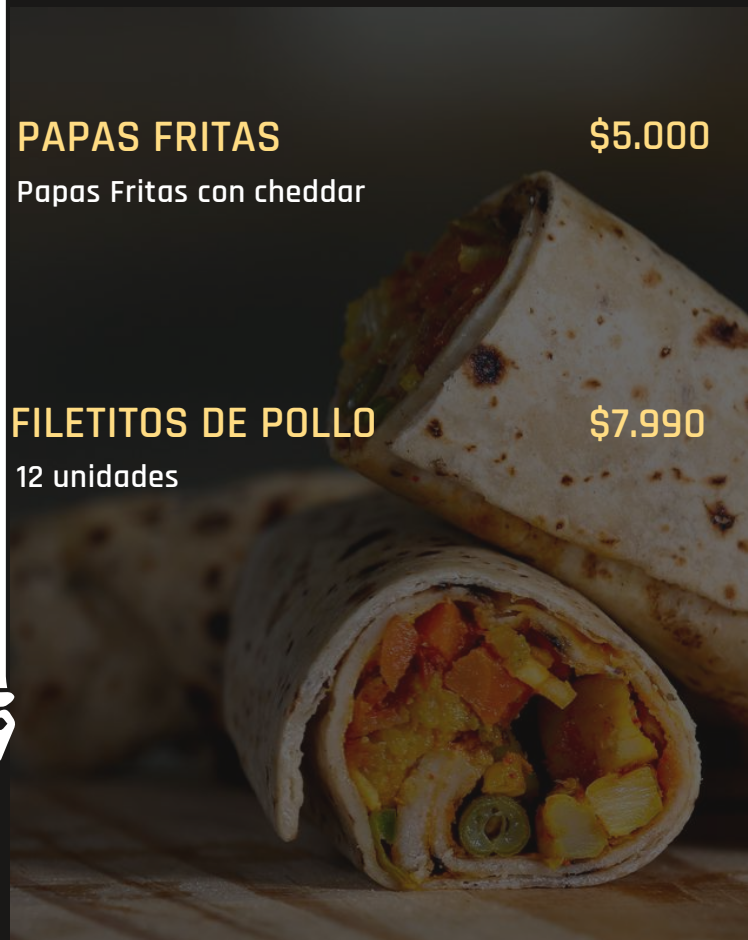 PAPAS FRITAS $5.000
Papas Fritas con cheddar
FILETITOS DE POLLO $7.990
12 unidades